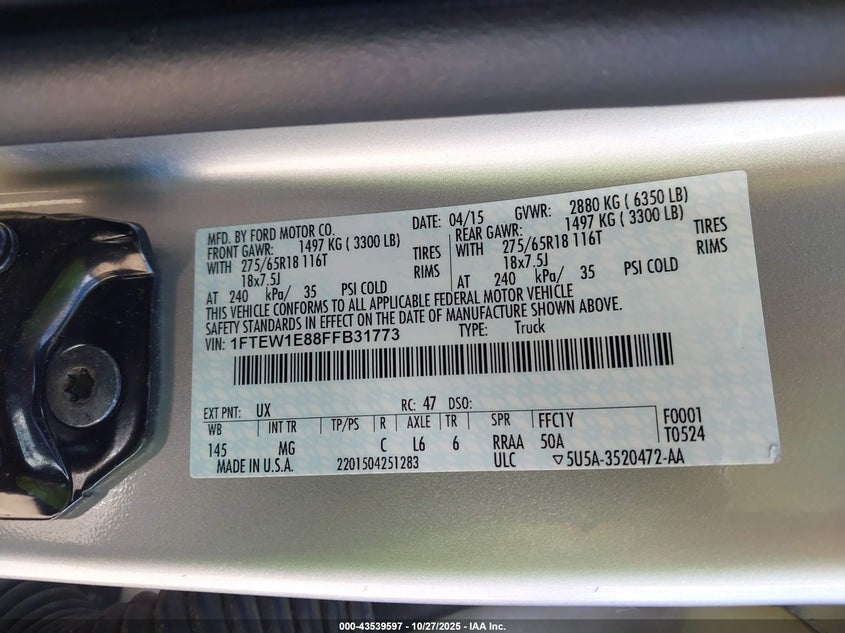 MFD. BY FORD MOTOR CO. DATE: 04/15 GVWR: 2880 KG ( 6350 LB)
FRONT GAWR: 1497 KG ( 3300 LB) REAR GAWR: 1497 KG ( 3300 LB)
WITH 275/65R18 116T TIRES WITH 275/65R18 116T TIRES
18x7.5J RIMS 18x7.5J RIMS
AT 240 kPa/ 35 PSI COLD AT 240 kPa/ 35 PSI COLD
THIS VEHICLE CONFORMS TO ALL APPLICABLE FEDERAL MOTOR VEHICLE
SAFETY STANDARDS IN EFFECT ON THE DATE OF MANUFACTURE SHOWN ABOVE.
VIN: 1FTEW1E88FFB31773 TYPE: Truck
EXT PNT: UX RC: 47 DSO:
WB INT TR TP/PS R AXLE TR SPR FFC1Y F0001
145 MG C L6 6 RRAA 50A T0524
MADE IN U.S.A. 2201504251283 ULC ▽5U5A-3520472-AA
000-43539597 - 10/27/2025 - IAA Inc.